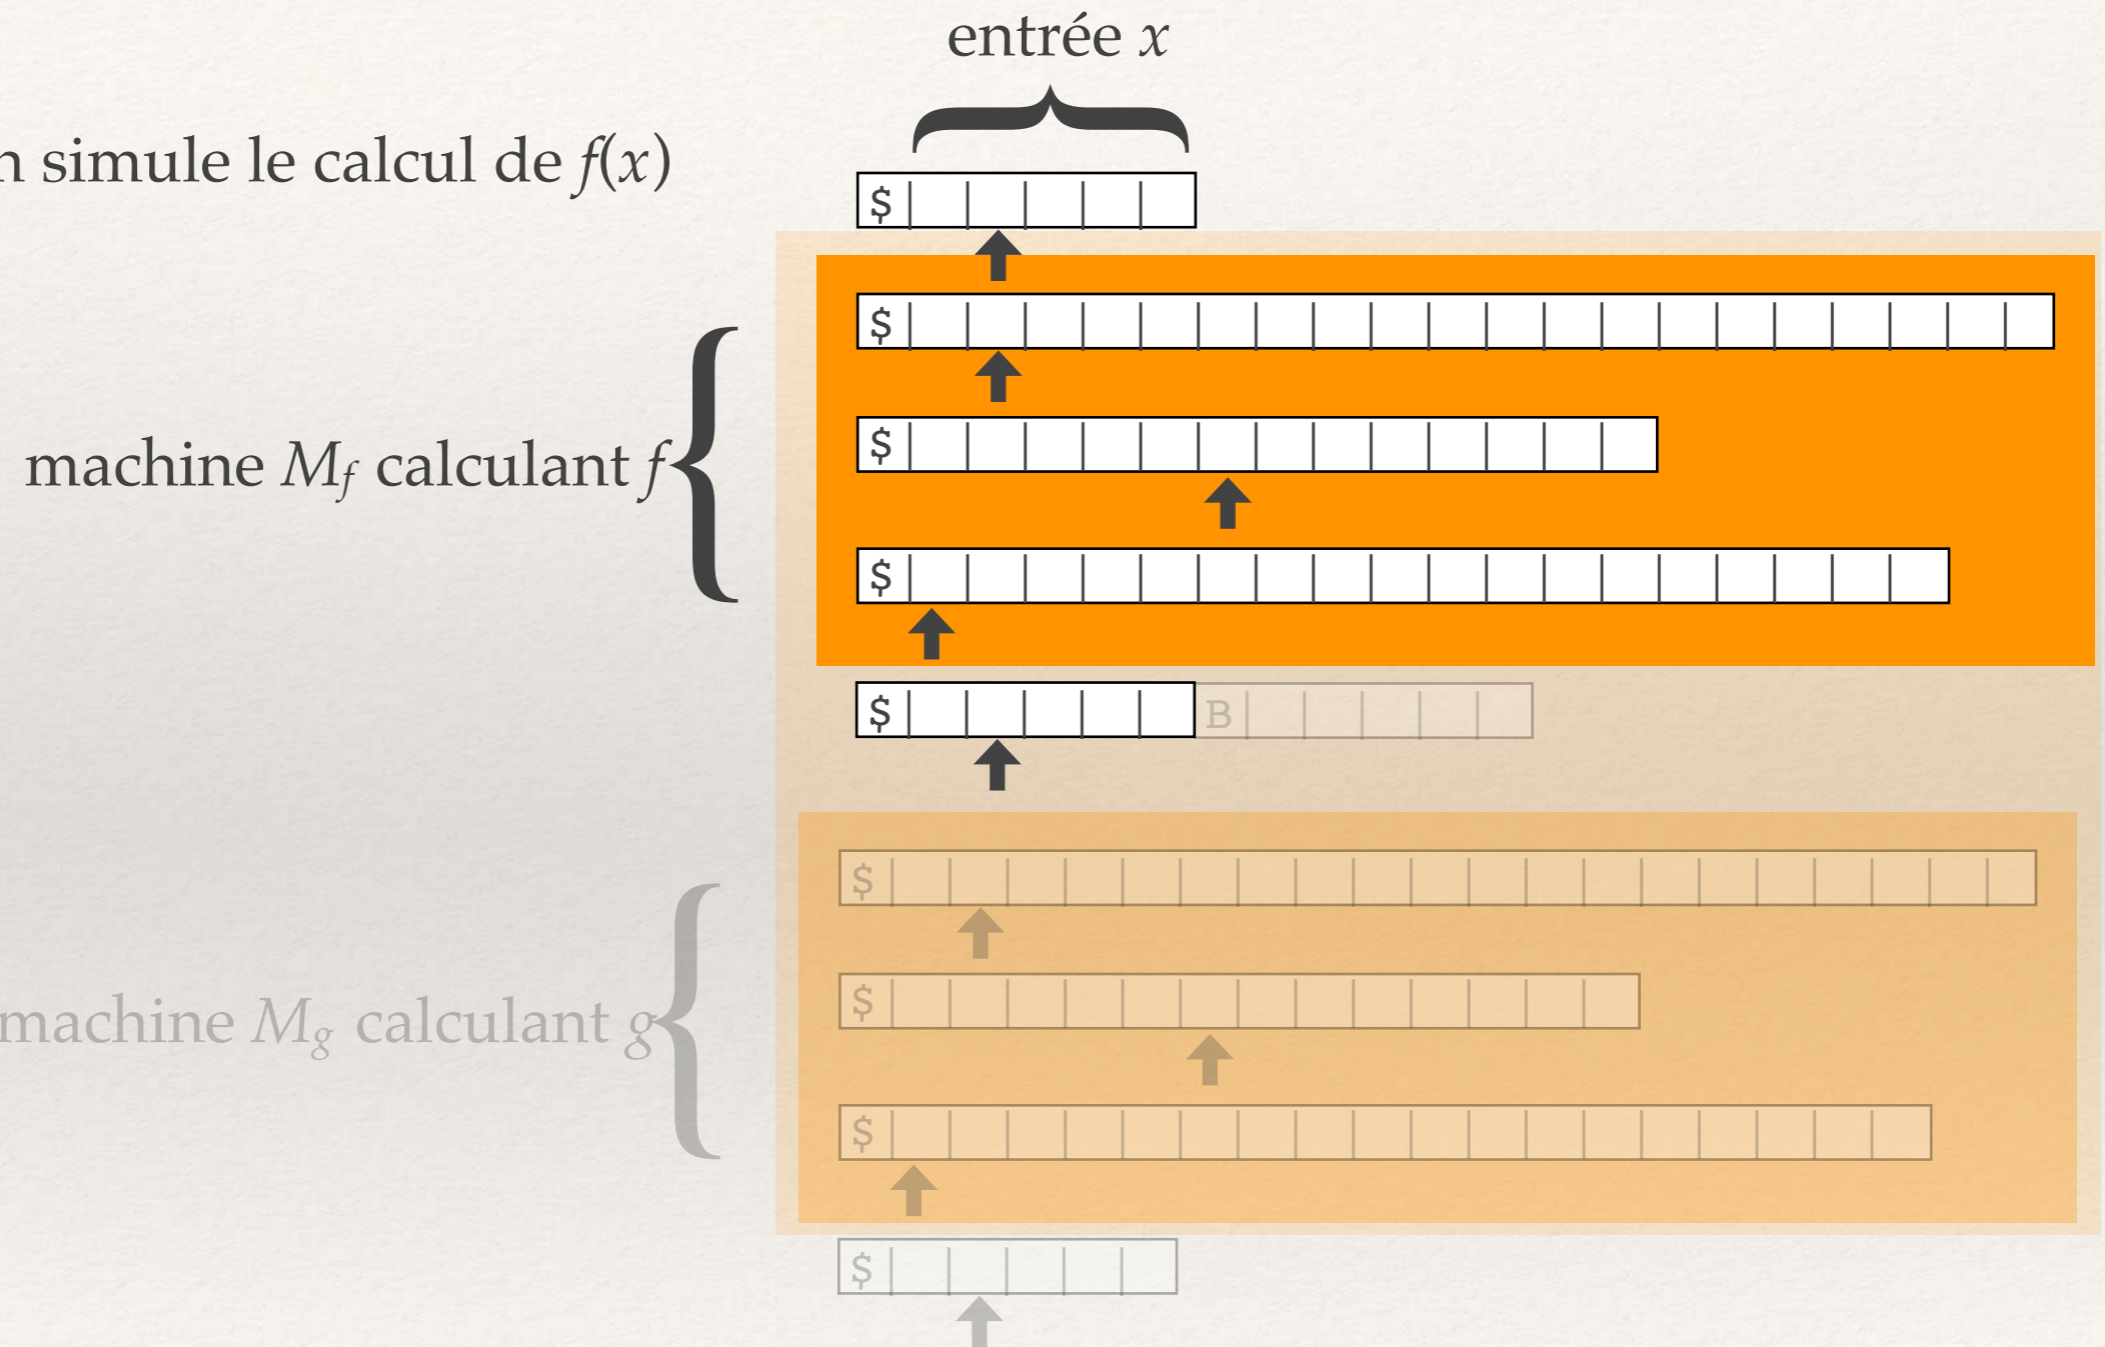 entrée x
n simule le calcul de f(x)
$
$
machine Mf calculant f
$
$
$ B
$
machine Mg calculant g
$
$
$